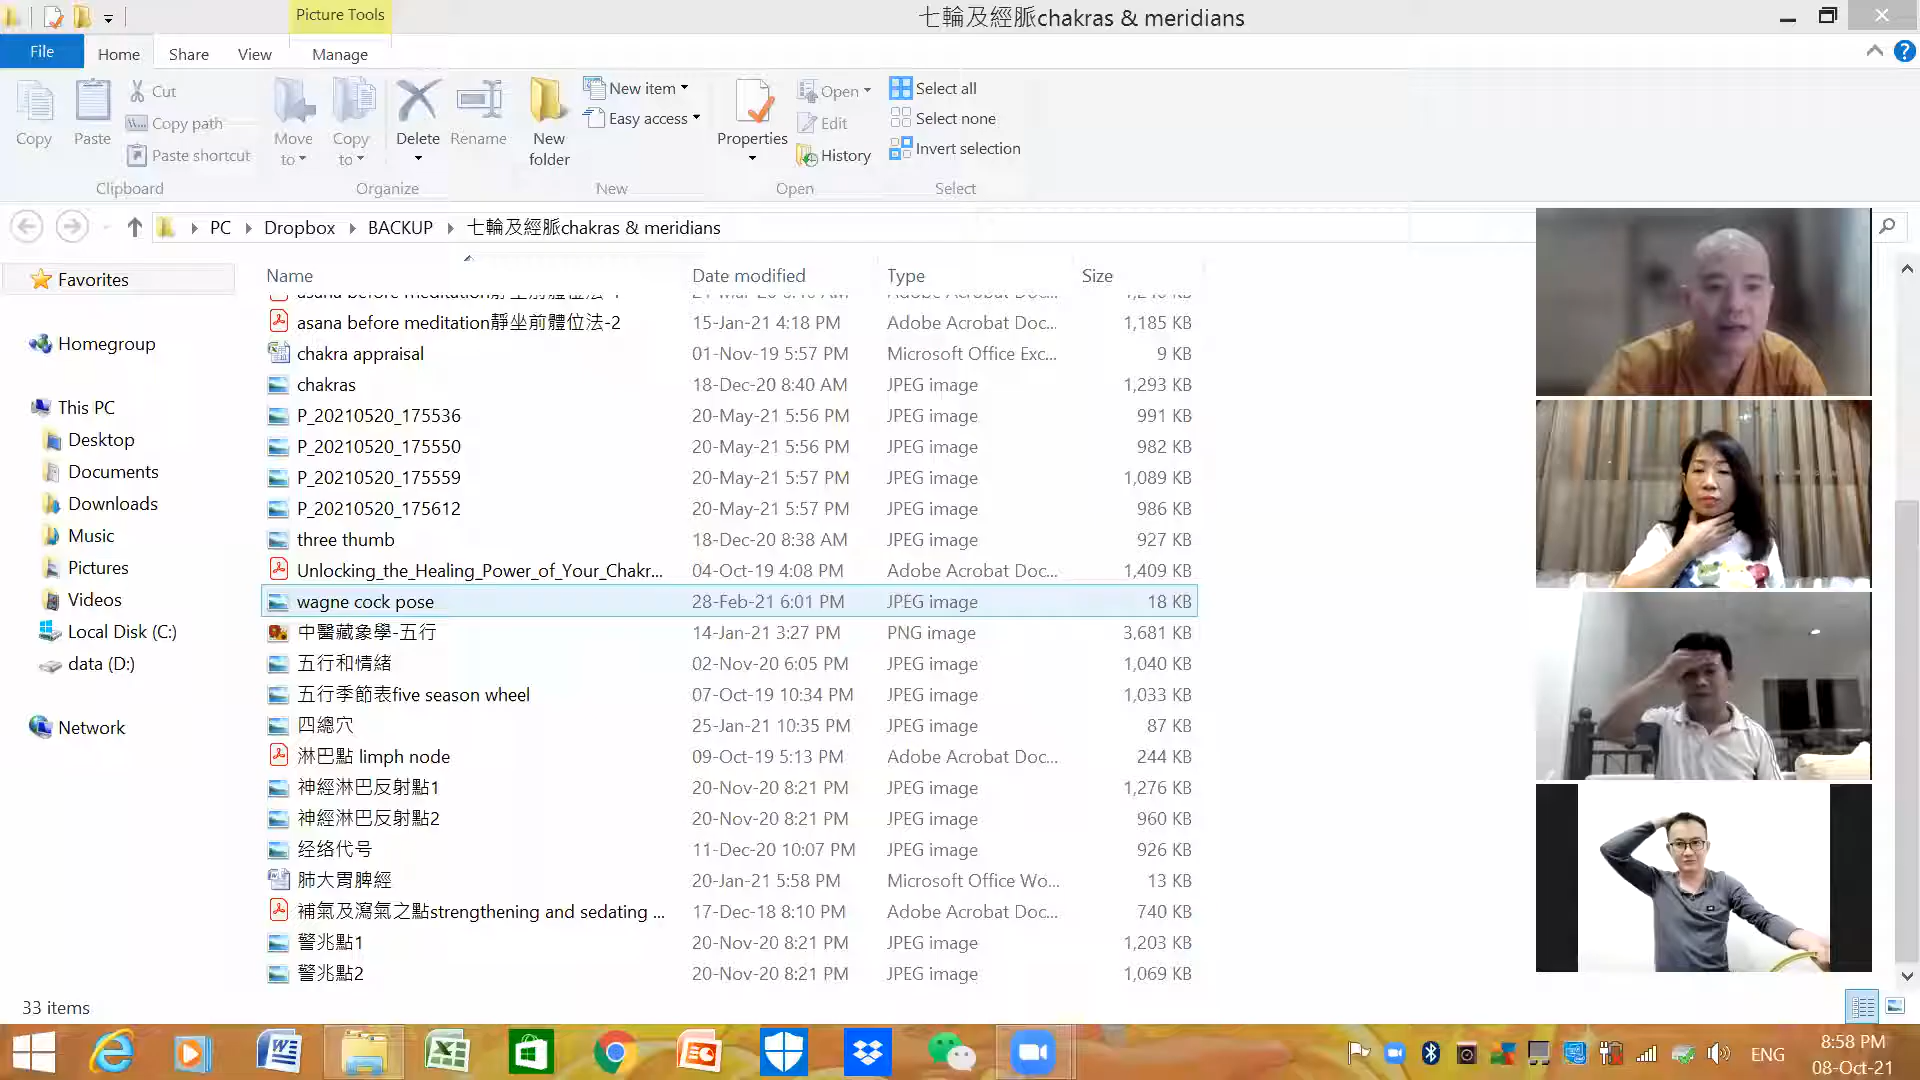 Picture Tools
七輪及經脈chakras & meridians
File Home Share View Manage
Copy
Paste
Cut
Copy path
Paste shortcut
Clipboard
Move to
Copy to
Delete
Rename
Organize
New folder
New item
Easy access
New
Properties
Open
Edit
History
Open
Select all
Select none
Invert selection
Select
PC Dropbox BACKUP 七輪及經脈chakras & meridians
Favorites
Homegroup
This PC
Desktop
Documents
Downloads
Music
Pictures
Videos
Local Disk (C:)
data (D:)
Network
Name Date modified Type Size
asana before meditation靜坐前體位法-2 15-Jan-21 4:18 PM Adobe Acrobat Doc... 1,185 KB
chakra appraisal 01-Nov-19 5:57 PM Microsoft Office Exc... 9 KB
chakras 18-Dec-20 8:40 AM JPEG image 1,293 KB
P_20210520_175536 20-May-21 5:56 PM JPEG image 991 KB
P_20210520_175550 20-May-21 5:56 PM JPEG image 982 KB
P_20210520_175559 20-May-21 5:57 PM JPEG image 1,089 KB
P_20210520_175612 20-May-21 5:57 PM JPEG image 986 KB
three thumb 18-Dec-20 8:38 AM JPEG image 927 KB
Unlocking_the_Healing_Power_of_Your_Chakr... 04-Oct-19 4:08 PM Adobe Acrobat Doc... 1,409 KB
wagne cock pose 28-Feb-21 6:01 PM JPEG image 18 KB
中醫藏象學-五行 14-Jan-21 3:27 PM PNG image 3,681 KB
五行和情緒 02-Nov-20 6:05 PM JPEG image 1,040 KB
五行季節表five season wheel 07-Oct-19 10:34 PM JPEG image 1,033 KB
四總穴 25-Jan-21 10:35 PM JPEG image 87 KB
淋巴點 limph node 09-Oct-19 5:13 PM Adobe Acrobat Doc... 244 KB
神經淋巴反射點1 20-Nov-20 8:21 PM JPEG image 1,276 KB
神經淋巴反射點2 20-Nov-20 8:21 PM JPEG image 960 KB
经络代号 11-Dec-20 10:07 PM JPEG image 926 KB
肺大胃脾經 20-Jan-21 5:58 PM Microsoft Office Wo... 13 KB
補氣及瀉氣之點strengthening and sedating ... 17-Dec-18 8:10 PM Adobe Acrobat Doc... 740 KB
警兆點1 20-Nov-20 8:21 PM JPEG image 1,203 KB
警兆點2 20-Nov-20 8:21 PM JPEG image 1,069 KB
33 items
ENG
8:58 PM
08-Oct-21